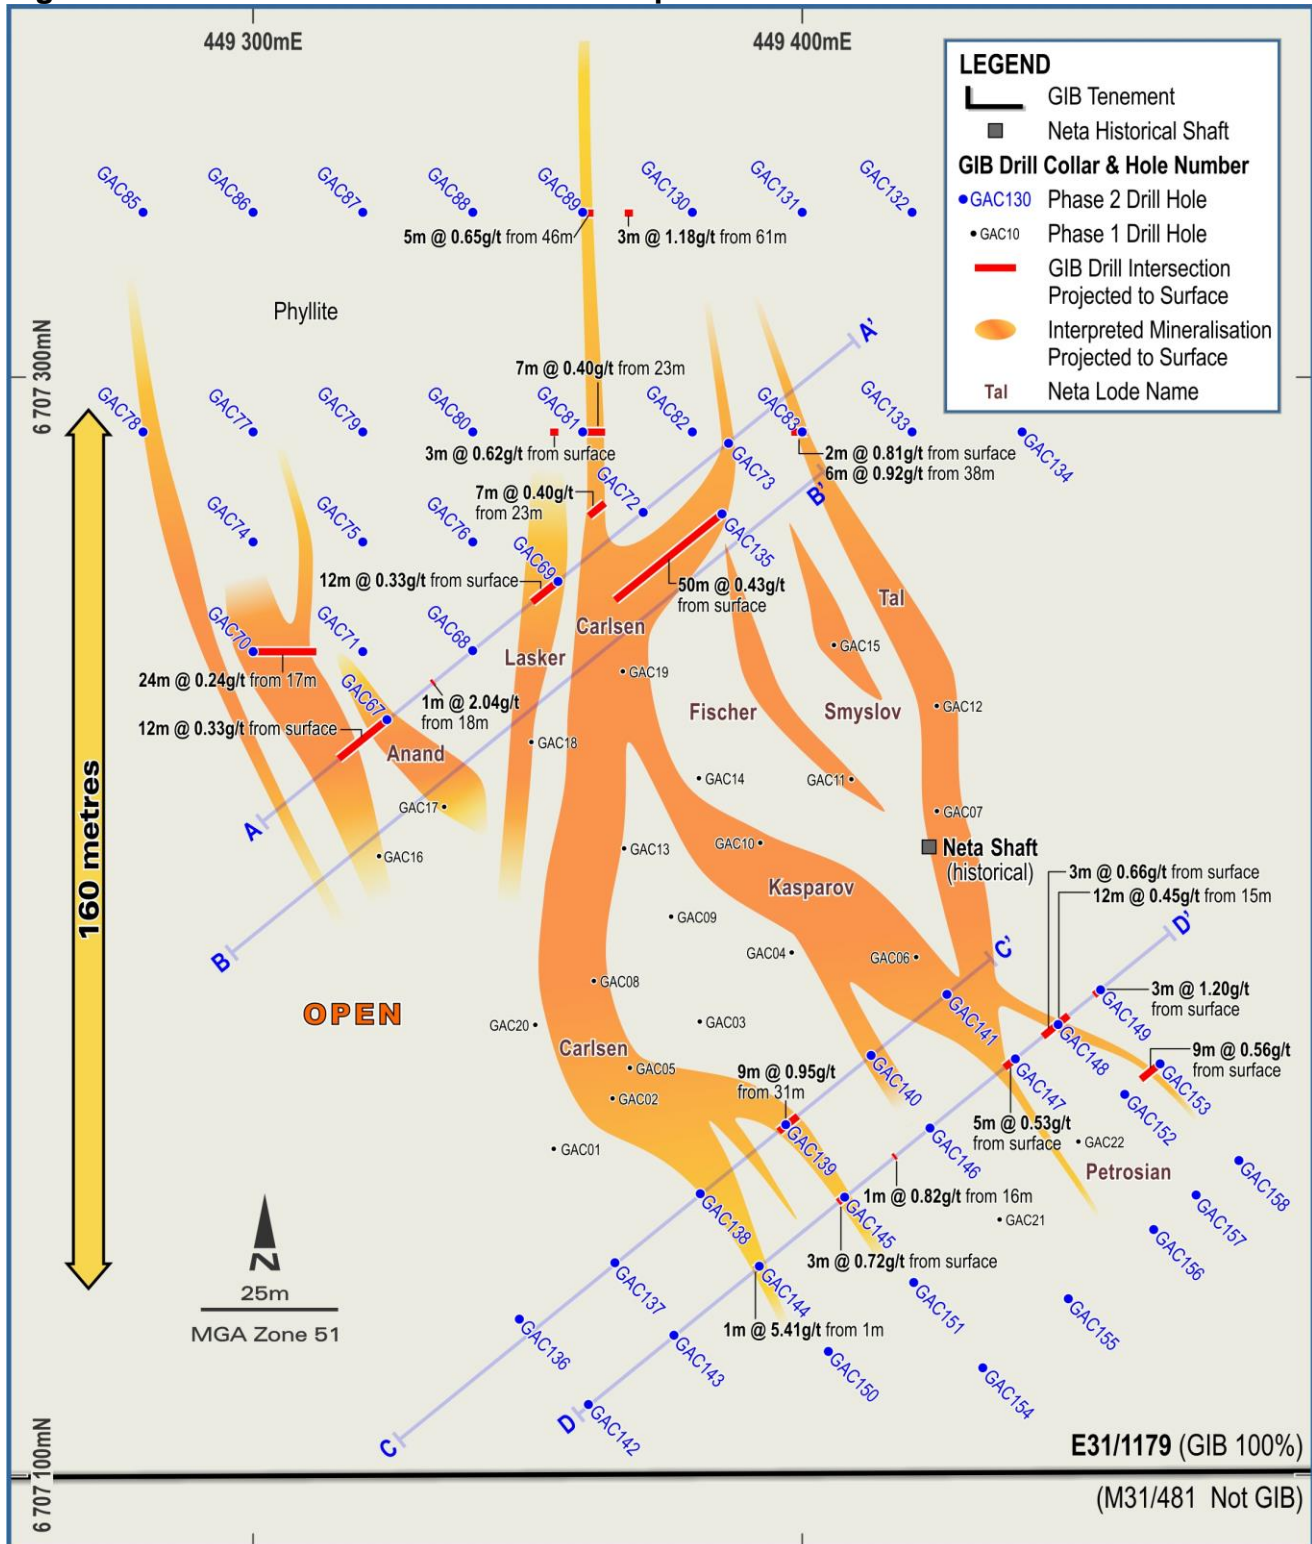 449 300mE
449 400mE
LEGEND
GIB Tenement
Neta Historical Shaft
GIB Drill Collar & Hole Number
GAC130 Phase 2 Drill Hole
GAC10 Phase 1 Drill Hole
GIB Drill Intersection
Projected to Surface
Interpreted Mineralisation
Projected to Surface
Tal Neta Lode Name
GAC85
GAC86
GAC87
GAC88
GAC89
GAC130
GAC131
GAC132
5m @ 0.65g/t from 46m
3m @ 1.18g/t from 61m
Phyllite
6 707 300mN
A'
7m @ 0.40g/t from 23m
GAC78
GAC77
GAC79
GAC80
GAC81
GAC82
GAC83
GAC133
GAC134
3m @ 0.62g/t from surface
GAC73
2m @ 0.81g/t from surface
6m @ 0.92g/t from 38m
B'
7m @ 0.40g/t
from 23m
GAC72
GAC74
GAC75
GAC76
GAC135
GAC69
12m @ 0.33g/t from surface
50m @ 0.43g/t
from surface
Tal
Carlsen
GAC70
GAC71
GAC68
Lasker
GAC15
GAC19
24m @ 0.24g/t from 17m
GAC67
1m @ 2.04g/t
from 18m
Fischer
Smyslov
GAC12
12m @ 0.33g/t from surface
Anand
GAC18
GAC14
GAC11
GAC17
GAC07
A
GAC16
GAC13
GAC10
Neta Shaft
(historical)
3m @ 0.66g/t from surface
12m @ 0.45g/t from 15m
Kasparov
160 metres
GAC09
D'
B
GAC04
GAC06
C'
GAC08
OPEN
GAC141
GAC149
3m @ 1.20g/t
from surface
GAC20
GAC03
GAC148
Carlsen
GAC05
GAC140
GAC147
9m @ 0.56g/t
from surface
GAC153
9m @ 0.95g/t
from 31m
GAC02
GAC152
GAC139
5m @ 0.53g/t
from surface
GAC22
GAC01
GAC146
Petrosian
GAC158
1m @ 0.82g/t from 16m
GAC138
GAC145
GAC157
GAC21
GAC156
3m @ 0.72g/t from surface
N
25m
MGA Zone 51
GAC137
GAC144
GAC151
GAC155
1m @ 5.41g/t from 1m
GAC136
GAC143
GAC150
GAC154
D
GAC142
C
6 707 100mN
E31/1179 (GIB 100%)
(M31/481 Not GIB)